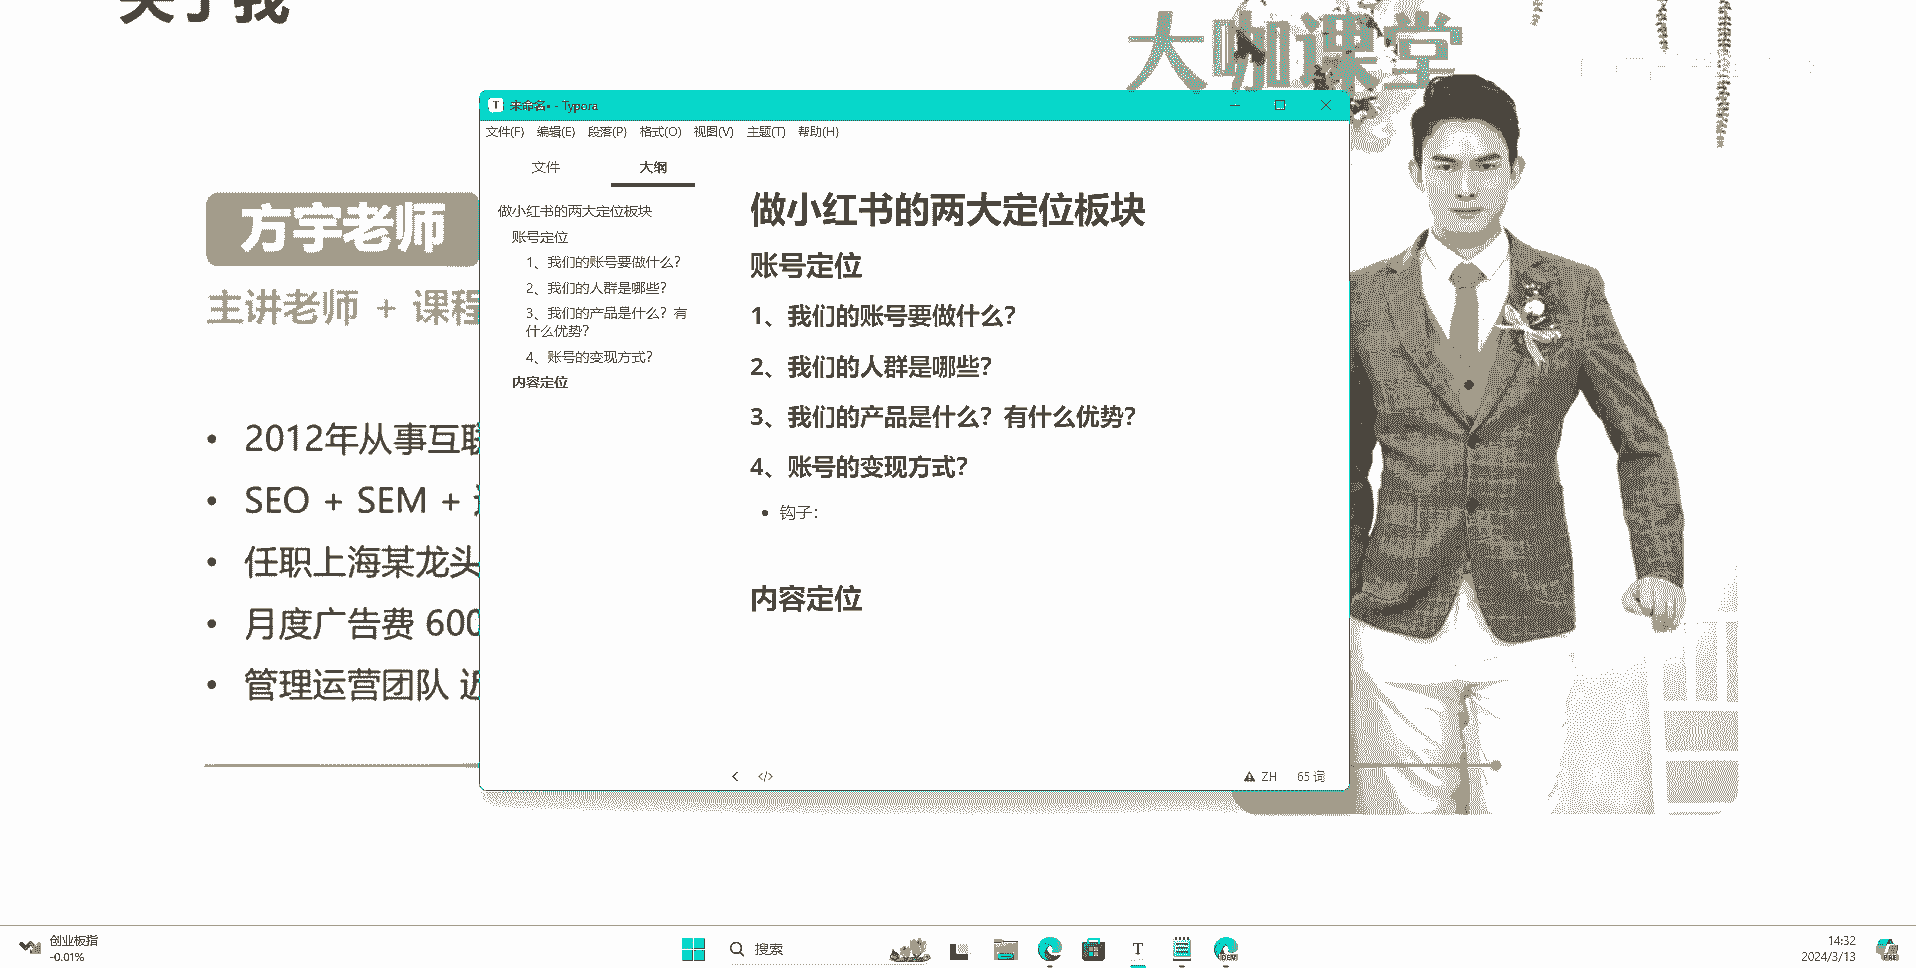 关于我
大咖课堂
方宇老师
主讲老师 + 课程
• 2012年从事互联
• SEO + SEM +
• 任职上海某龙头
• 月度广告费 600
• 管理运营团队 近
未命名• - Typora
文件(F) 编辑(E) 段落(P) 格式(O) 视图(V) 主题(T) 帮助(H)
文件 大纲
做小红书的两大定位板块
账号定位
1、我们的账号要做什么？
2、我们的人群是哪些？
3、我们的产品是什么？有
什么优势？
4、账号的变现方式？
内容定位
做小红书的两大定位板块
账号定位
1、我们的账号要做什么？
2、我们的人群是哪些？
3、我们的产品是什么？有什么优势？
4、账号的变现方式？
• 钩子：
内容定位
</> ZH 65 词
创业板指
-0.01%
搜索
T
DEV
14:32
2024/3/13
PRE